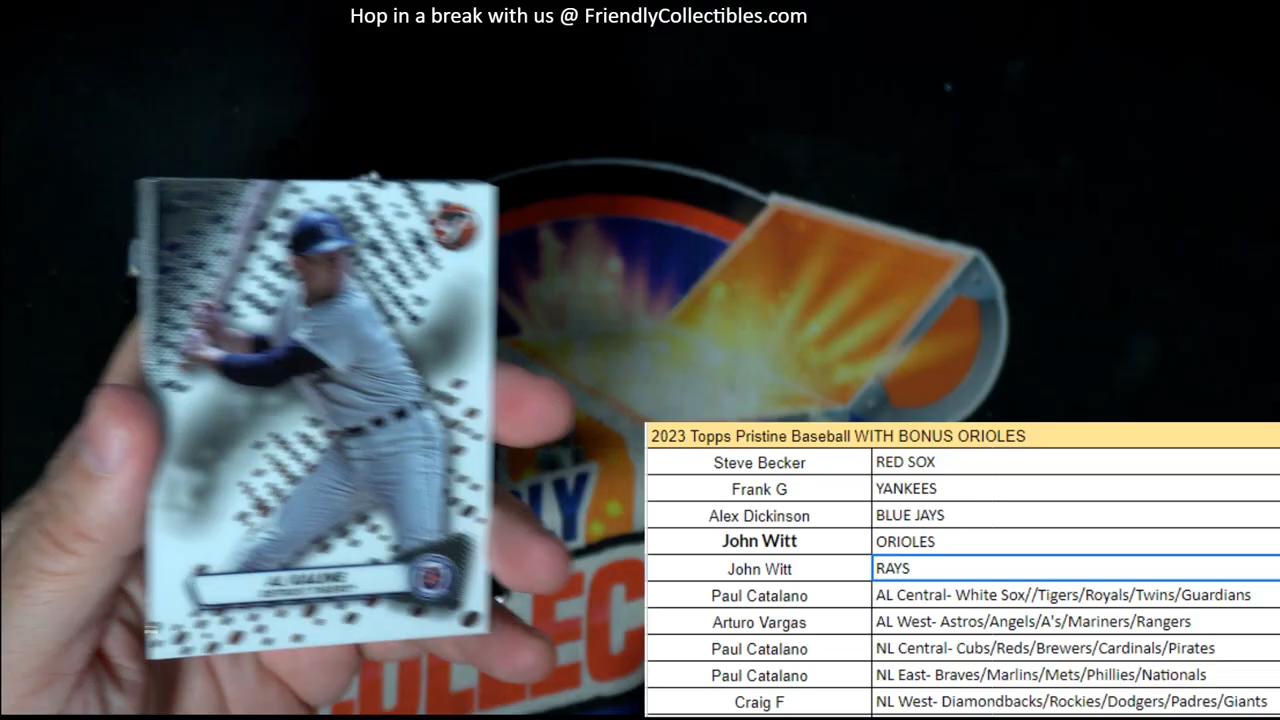 Hop in a break with us @ FriendlyCollectibles.com
AL KALINE
2023 Topps Pristine Baseball WITH BONUS ORIOLES
Steve Becker RED SOX
Frank G YANKEES
Alex Dickinson BLUE JAYS
John Witt ORIOLES
John Witt RAYS
Paul Catalano AL Central- White Sox//Tigers/Royals/Twins/Guardians
Arturo Vargas AL West- Astros/Angels/A's/Mariners/Rangers
Paul Catalano NL Central- Cubs/Reds/Brewers/Cardinals/Pirates
Paul Catalano NL East- Braves/Marlins/Mets/Phillies/Nationals
Craig F NL West- Diamondbacks/Rockies/Dodgers/Padres/Giants